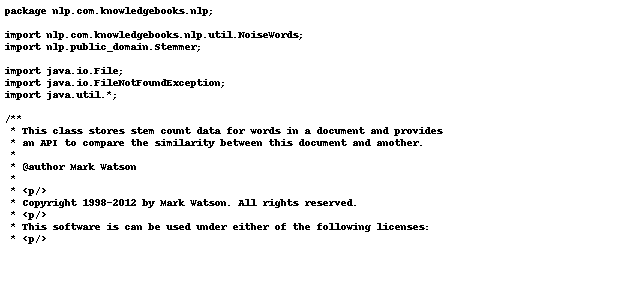 package nlp.com.knowledgebooks.nlp;
import nlp.com.knowledgebooks.nlp.util.NoiseWords;
import nlp.public_domain.Stemmer;
import java.io.File;
import java.io.FileNotFoundException;
import java.util.*;
/**
* This class stores stem count data for words in a document and provides
* an API to compare the similarity between this document and another.
*
* @author Mark Watson
*
* <p/>
* Copyright 1998-2012 by Mark Watson. All rights reserved.
* <p/>
* This software is can be used under either of the following licenses:
* <p/>